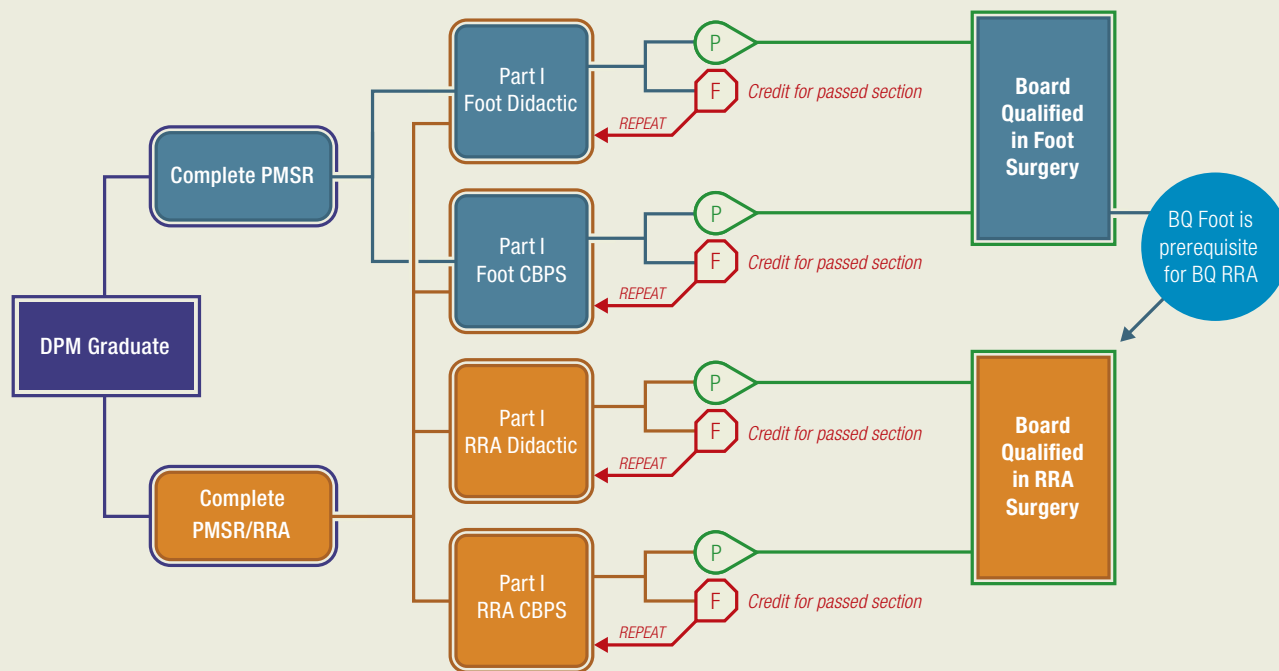 DPM Graduate
Complete PMSR
Complete
PMSR/RRA
Part I
Foot Didactic
P
F
Credit for passed section
REPEAT
Part I
Foot CBPS
P
F
Credit for passed section
REPEAT
Part I
RRA Didactic
P
F
Credit for passed section
REPEAT
Part I
RRA CBPS
P
F
Credit for passed section
REPEAT
Board
Qualified
in Foot
Surgery
BQ Foot is
prerequisite
for BQ RRA
Board
Qualified
in RRA
Surgery